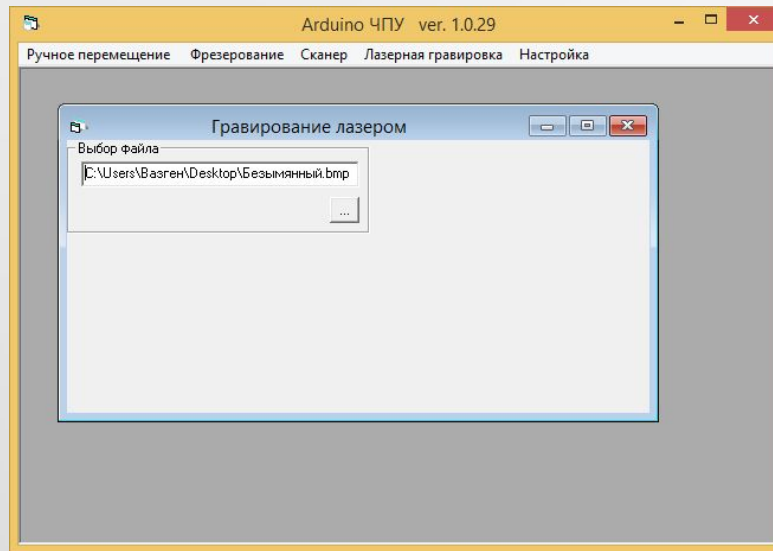 Arduino ЧПУ ver. 1.0.29
Ручное перемещение Фрезерование Сканер Лазерная гравировка Настройка
Гравирование лазером
Выбор файла
C:\Users\Вазген\Desktop\Безымянный.bmp
...